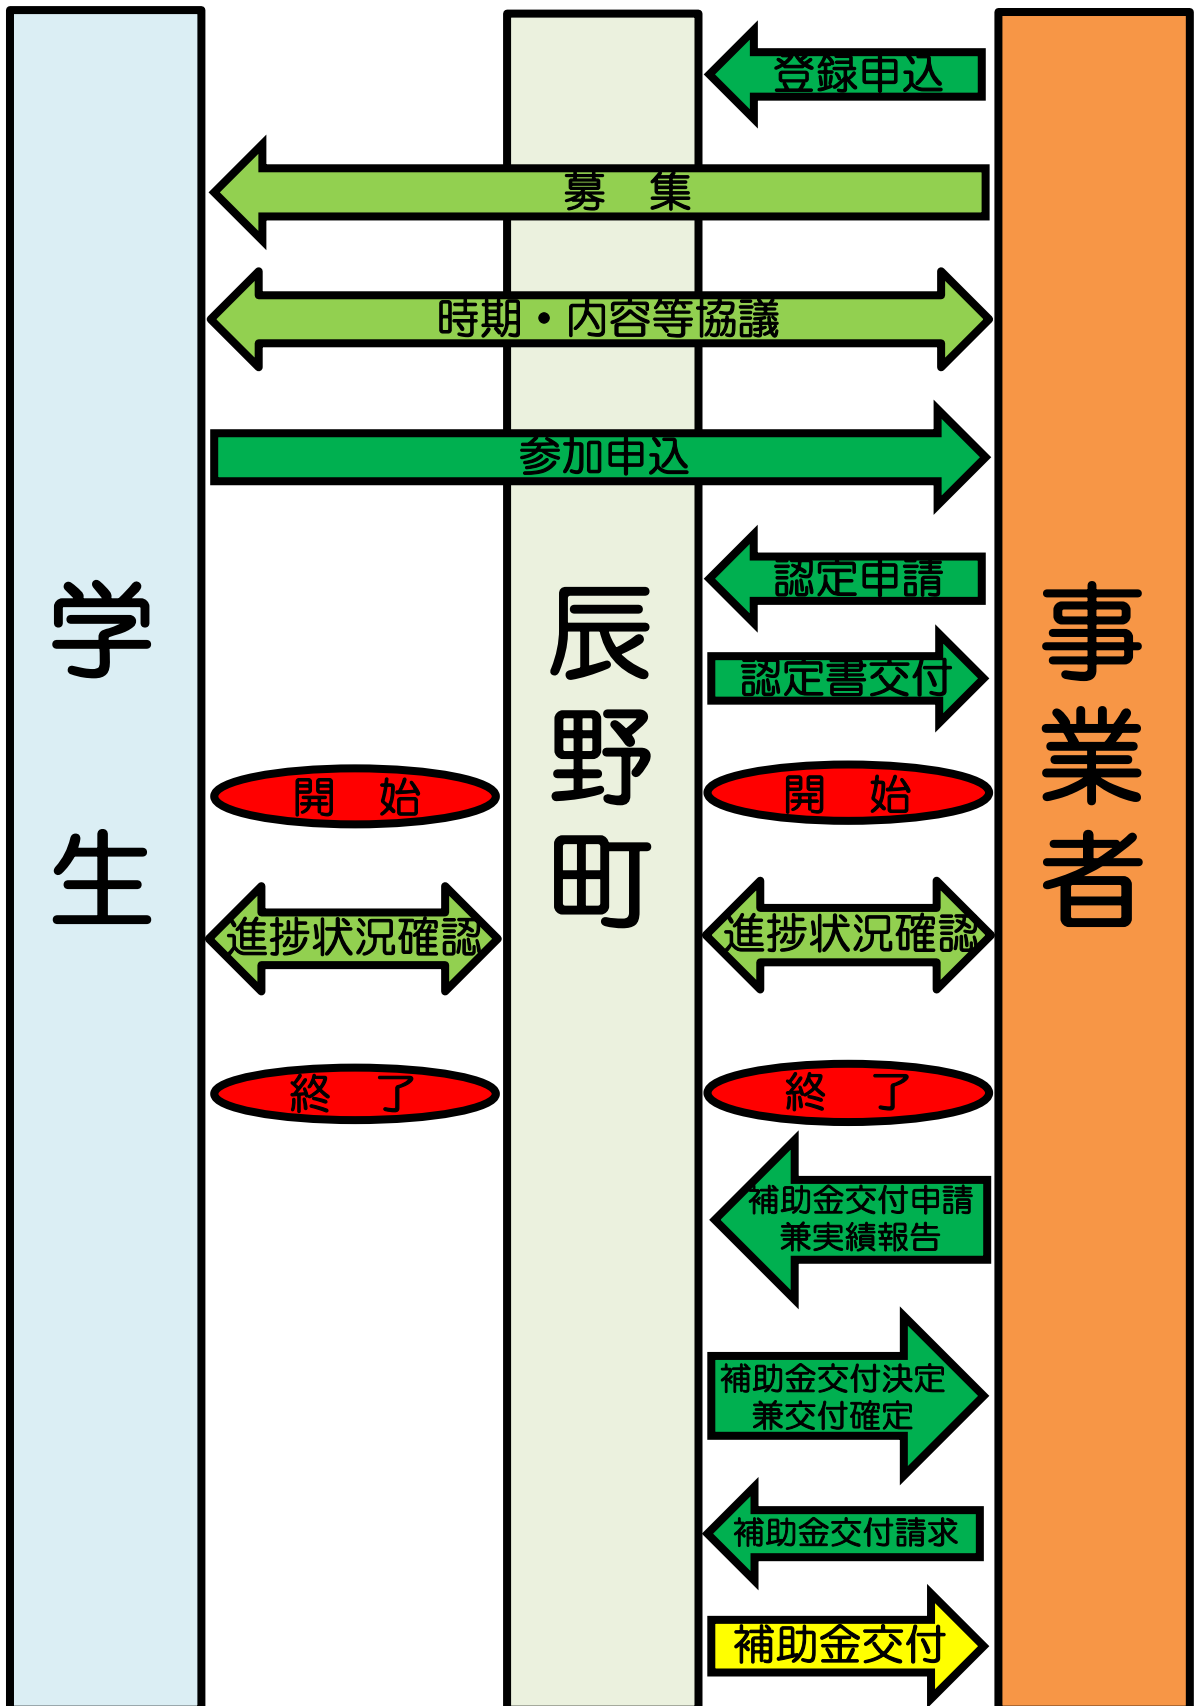 登録申込
募　集
時期・内容等協議
参加申込
認定申請
認定書交付
学生
辰野町
事業者
開　始
開　始
進捗状況確認
進捗状況確認
終　了
終　了
補助金交付申請
兼実績報告
補助金交付決定
兼交付確定
補助金交付請求
補助金交付